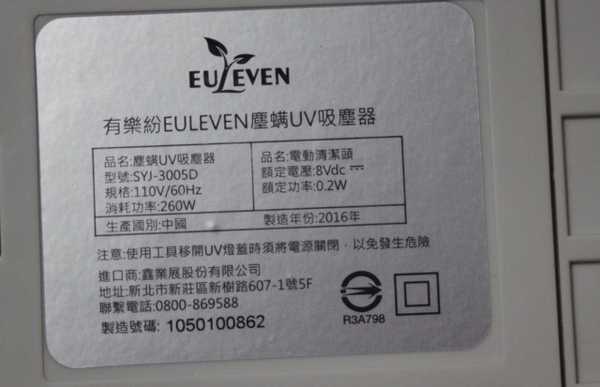 EULEVEN
有樂紛EULEVEN塵螨UV吸塵器
品名:塵螨UV吸塵器
型號:SYJ-3005D
規格:110V/60Hz
消耗功率:260W
品名:電動清潔頭
額定電壓:8Vdc
額定功率:0.2W
生產國別:中國
製造年份:2016年
注意:使用工具移開UV燈蓋時須將電源關閉，以免發生危險
進口商:鑫業展股份有限公司
地址:新北市新莊區新樹路607-1號5F
聯繫電話:0800-869588
製造號碼: 1050100862
R3A798